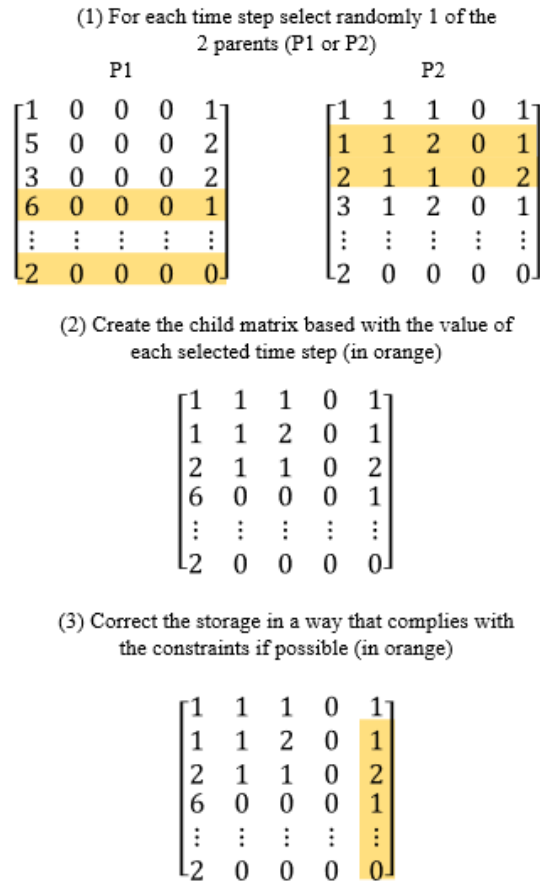 (1) For each time step select randomly 1 of the
2 parents (P1 or P2)
P1 P2
1 0 0 0 1 1 1 1 0 1
5 0 0 0 2 1 1 2 0 1
3 0 0 0 2 2 1 1 0 2
6 0 0 0 1 3 1 2 0 1
⋮ ⋮ ⋮ ⋮ ⋮ ⋮ ⋮ ⋮ ⋮ ⋮
2 0 0 0 0 2 0 0 0 0
(2) Create the child matrix based with the value of
each selected time step (in orange)
1 1 1 0 1
1 1 2 0 1
2 1 1 0 2
6 0 0 0 1
⋮ ⋮ ⋮ ⋮ ⋮
2 0 0 0 0
(3) Correct the storage in a way that complies with
the constraints if possible (in orange)
1 1 1 0 1
1 1 2 0 1
2 1 1 0 2
6 0 0 0 1
⋮ ⋮ ⋮ ⋮ ⋮
2 0 0 0 0